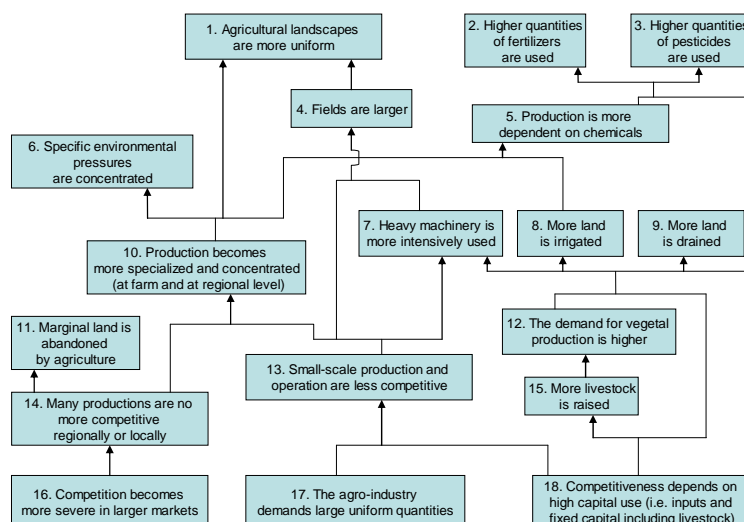 1. Agricultural landscapes
are more uniform
2. Higher quantities
of fertilizers
are used
3. Higher quantities
of pesticides
are used
4. Fields are larger
5. Production is more
dependent on chemicals
6. Specific environmental
pressures
are concentrated
7. Heavy machinery is
more intensively used
8. More land
is irrigated
9. More land
is drained
10. Production becomes
more specialized and concentrated
(at farm and at regional level)
11. Marginal land is
abandoned
by agriculture
12. The demand for vegetal
production is higher
13. Small-scale production and
operation are less competitive
14. Many productions are no
more competitive
regionally or locally
15. More livestock
is raised
16. Competition becomes
more severe in larger markets
17. The agro-industry
demands large uniform quantities
18. Competitiveness depends on
high capital use (i.e. inputs and
fixed capital including livestock)